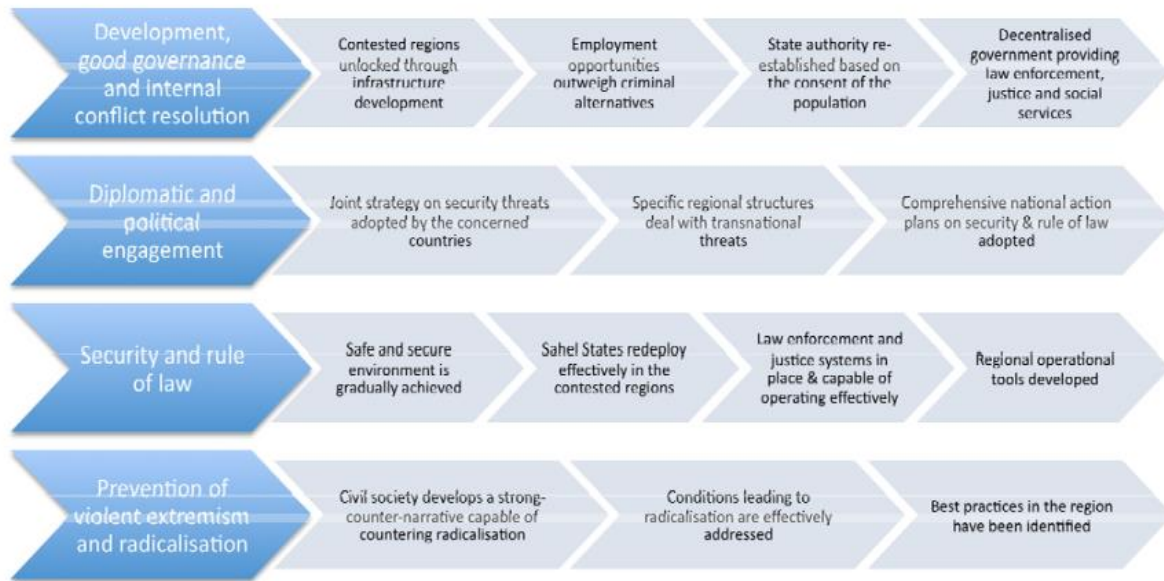 Development,
good governance
and internal
conflict resolution
Contested regions
unlocked through
infrastructure
development
Employment
opportunities
outweigh criminal
alternatives
State authority re-
established based on
the consent of the
population
Decentralised
government providing
law enforcement,
justice and social
services
Diplomatic and
political
engagement
Joint strategy on security threats
adopted by the concerned
countries
Specific regional structures
deal with transnational
threats
Comprehensive national action
plans on security & rule of law
adopted
Security and rule
of law
Safe and secure
environment is
gradually achieved
Sahel States redeploy
effectively in the
contested regions
Law enforcement and
justice systems in
place & capable of
operating effectively
Regional operational
tools developed
Prevention of
violent extremism
and radicalisation
Civil society develops a strong-
counter-narrative capable of
countering radicalisation
Conditions leading to
radicalisation are effectively
addressed
Best practices in the region
have been identified